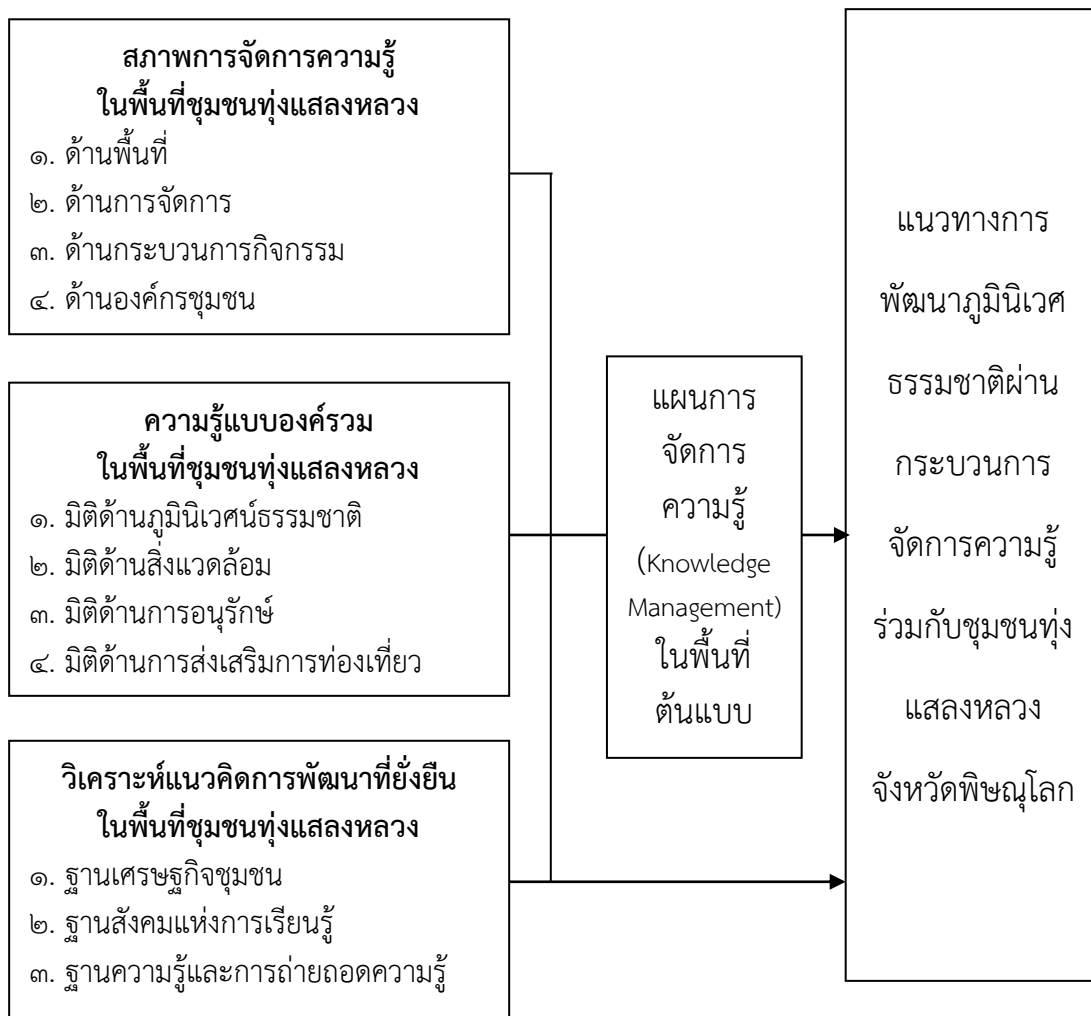 สภาพการจัดการความรู้
ในพื้นที่ชุมชนทุ่งแสลงหลวง
๑. ด้านพื้นที่
๒. ด้านการจัดการ
๓. ด้านกระบวนการกิจกรรม
๔. ด้านองค์กรชุมชน
ความรู้แบบองค์รวม
ในพื้นที่ชุมชนทุ่งแสลงหลวง
๑. มิติด้านภูมินิเวศน์ธรรมชาติ
๒. มิติด้านสิ่งแวดล้อม
๓. มิติด้านการอนุรักษ์
๔. มิติด้านการส่งเสริมการท่องเที่ยว
วิเคราะห์แนวคิดการพัฒนาที่ยั่งยืน
ในพื้นที่ชุมชนทุ่งแสลงหลวง
๑. ฐานเศรษฐกิจชุมชน
๒. ฐานสังคมแห่งการเรียนรู้
๓. ฐานความรู้และการถ่ายถอดความรู้
แผนการ
จัดการ
ความรู้
(Knowledge
Management)
ในพื้นที่
ต้นแบบ
แนวทางการ
พัฒนาภูมินิเวศ
ธรรมชาติผ่าน
กระบวนการ
จัดการความรู้
ร่วมกับชุมชนทุ่ง
แสลงหลวง
จังหวัดพิษณุโลก